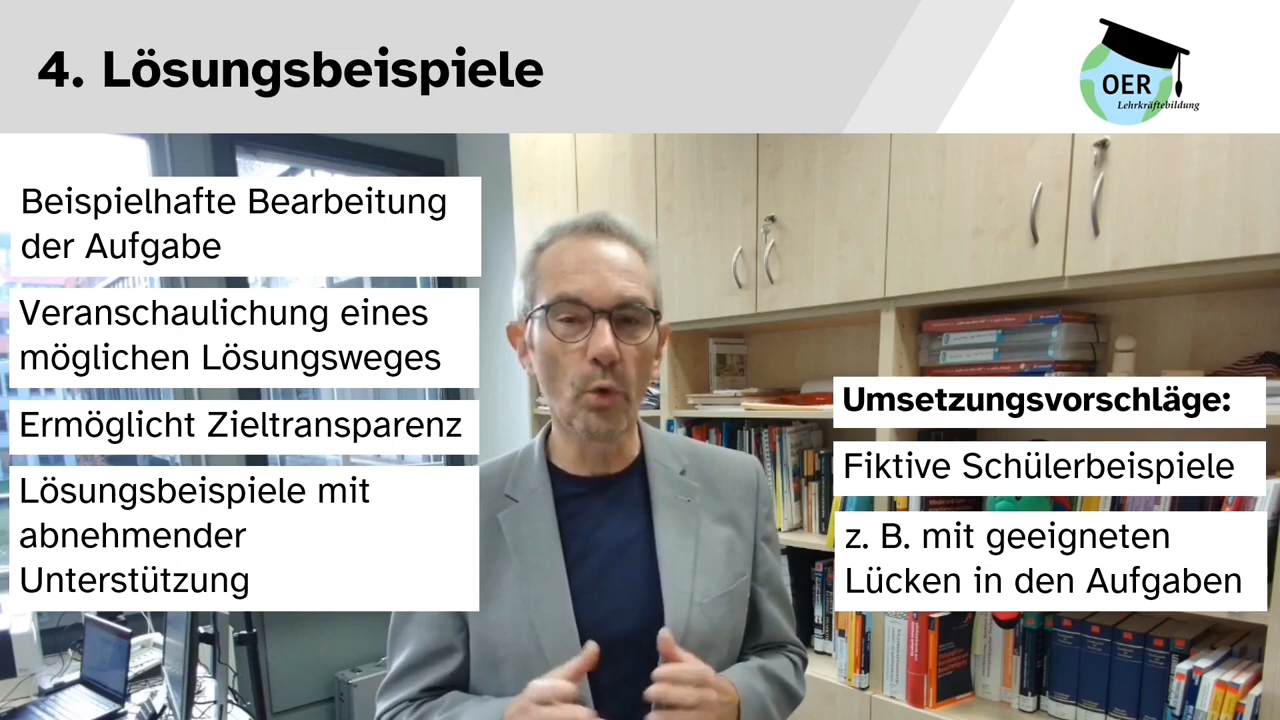 4. Lösungsbeispiele
OER
Lehrkräftebildung
Beispielhafte Bearbeitung
der Aufgabe
Veranschaulichung eines
möglichen Lösungsweges
Ermöglicht Zieltransparenz
Lösungsbeispiele mit
abnehmender
Unterstützung
Umsetzungsvorschläge:
Fiktive Schülerbeispiele
z. B. mit geeigneten
Lücken in den Aufgaben